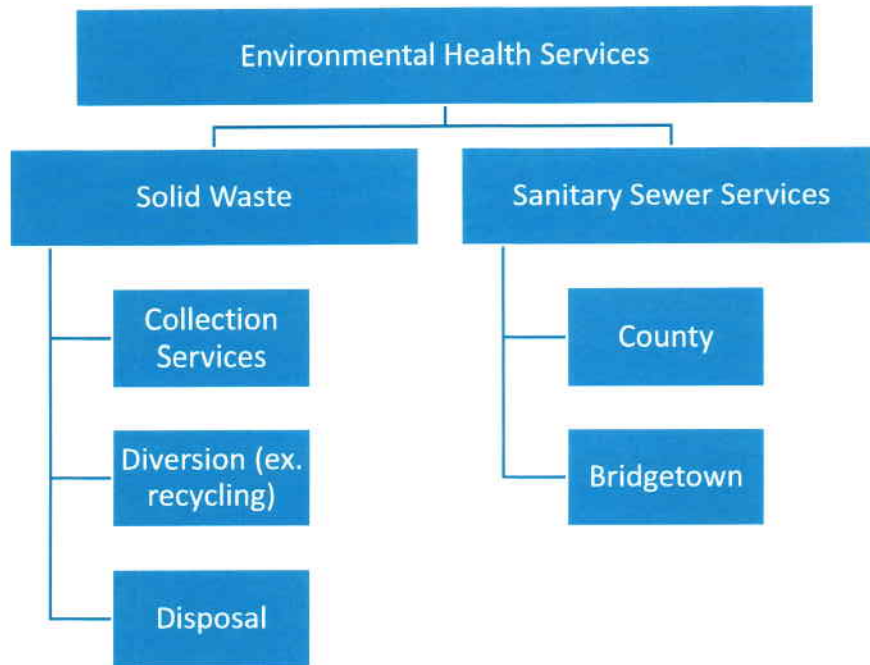 Environmental Health Services
Solid Waste
Sanitary Sewer Services
Collection
Services
County
Diversion (ex.
recycling)
Bridgetown
Disposal